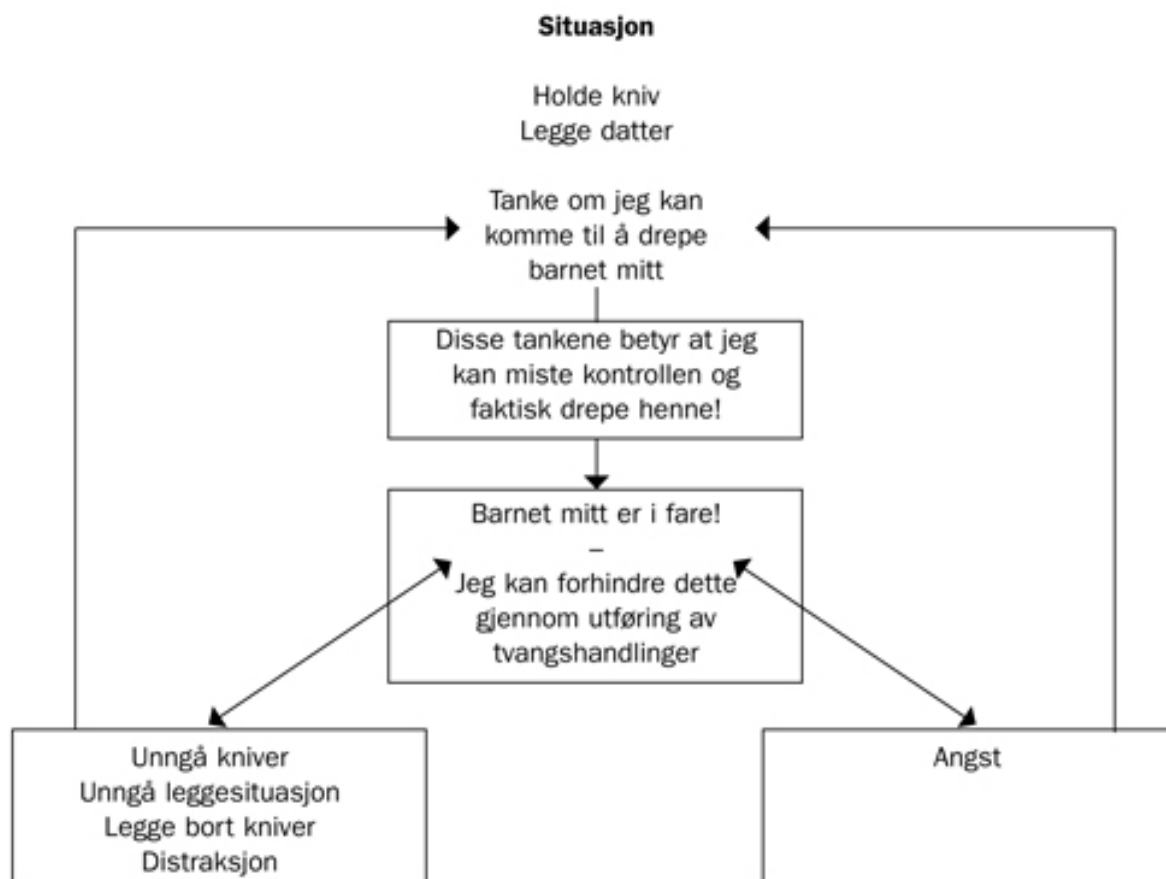 Situasjon
Holde kniv
Legge datter
Tanke om jeg kan
komme til å drepe
barnet mitt
Disse tankene betyr at jeg
kan miste kontrollen og
faktisk drepe henne!
Barnet mitt er i fare!
–
Jeg kan forhindre dette
gjennom utføring av
tvangshandlinger
Unngå kniver
Unngå leggesituasjon
Legge bort kniver
Distraksjon
Angst